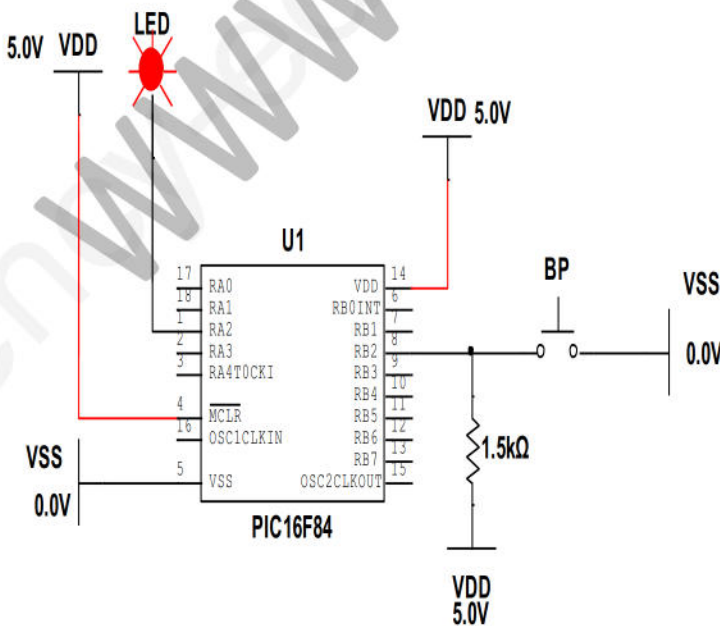 LED
5.0V VDD
VDD 5.0V
WWW
U1
BP
VSS
0.0V
17 RA0
18 RA1
1 RA2
2 RA3
3 RA4T0CKI
4 MCLR
16 OSC1CLKIN
5 VSS
VDD 14
RB0INT 6
RB1 7
RB2 8
RB3 9
RB4 10
RB5 11
RB6 12
RB7 13
OSC2CLKOUT 15
VSS
0.0V
1.5kΩ
PIC16F84
VDD
5.0V